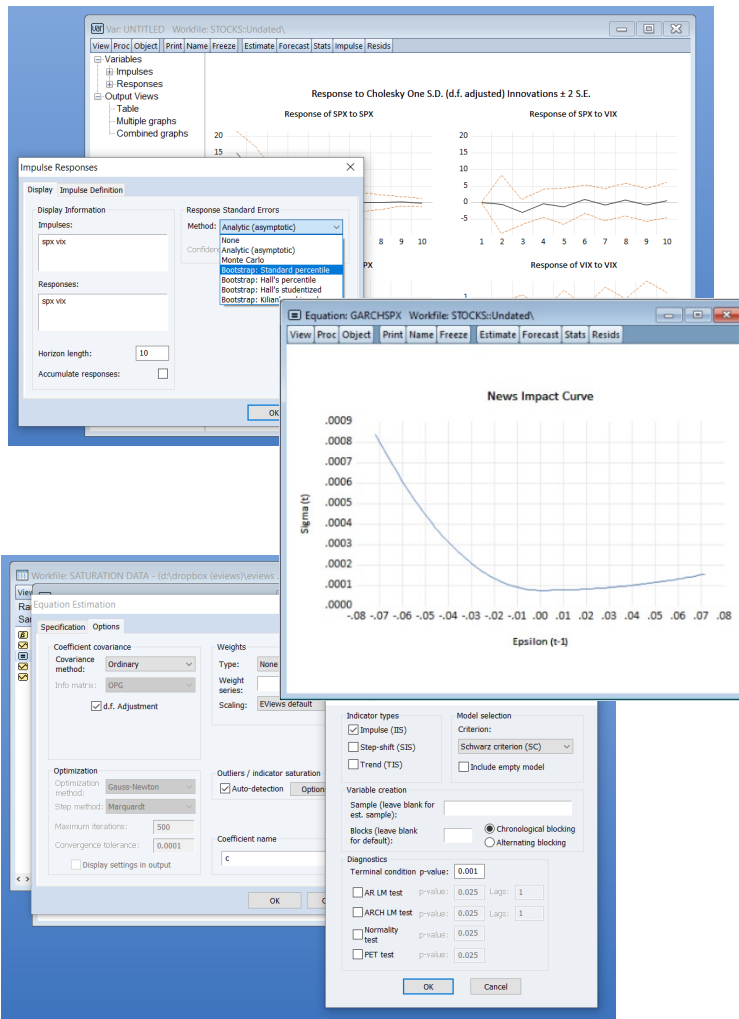 Var: UNTITLED Workfile: STOCKS::Undated\
View Proc Object Print Name Freeze Estimate Forecast Stats Impulse Resids
Variables
Impulses
Responses
Output Views
Table
Multiple graphs
Combined graphs
Response to Cholesky One S.D. (d.f. adjusted) Innovations ± 2 S.E.
Response of SPX to SPX
Response of SPX to VIX
20
15
20
15
10
5
0
-5
8 9 10
1 2 3 4 5 6 7 8 9 10
PX
Response of VIX to VIX
1
Impulse Responses
Display Impulse Definition
Display Information
Impulses:
spx vix
Responses:
spx vix
Horizon length: 10
Accumulate responses:
Response Standard Errors
Method: Analytic (asymptotic)
None
Analytic (asymptotic)
Monte Carlo
Bootstrap: Standard percentile
Bootstrap: Hall's percentile
Bootstrap: Hall's studentized
Bootstrap: Kilian'
OK
Equation: GARCHSPX Workfile: STOCKS::Undated\
View Proc Object Print Name Freeze Estimate Forecast Stats Resids
News Impact Curve
.0009
.0008
.0007
.0006
.0005
.0004
.0003
.0002
.0001
.0000
Sigma (t)
-.08 -.07 -.06 -.05 -.04 -.03 -.02 -.01 .00 .01 .02 .03 .04 .05 .06 .07 .08
Epsilon (t-1)
Workfile: SATURATION DATA - (d:\dropbox (eviews)\eviews
Equation Estimation
Specification Options
Coefficient covariance
Covariance method: Ordinary
Info matrix: OPG
d.f. Adjustment
Weights
Type: None
Weight series:
Scaling: EViews default
Optimization
Optimization method: Gauss-Newton
Step method: Marquardt
Maximum iterations: 500
Convergence tolerance: 0.0001
Display settings in output
Outliers / indicator saturation
Auto-detection Option
Coefficient name
c
OK
Indicator types
Impulse (IIS)
Step-shift (SIS)
Trend (TIS)
Model selection
Criterion:
Schwarz criterion (SC)
Include empty model
Variable creation
Sample (leave blank for
est. sample):
Blocks (leave blank
for default):
Chronological blocking
Alternating blocking
Diagnostics
Terminal condition p-value: 0.001
AR LM test p-value: 0.025 Lags: 1
ARCH LM test p-value: 0.025 Lags: 1
Normality
test p-value: 0.025
PET test p-value: 0.025
OK Cancel